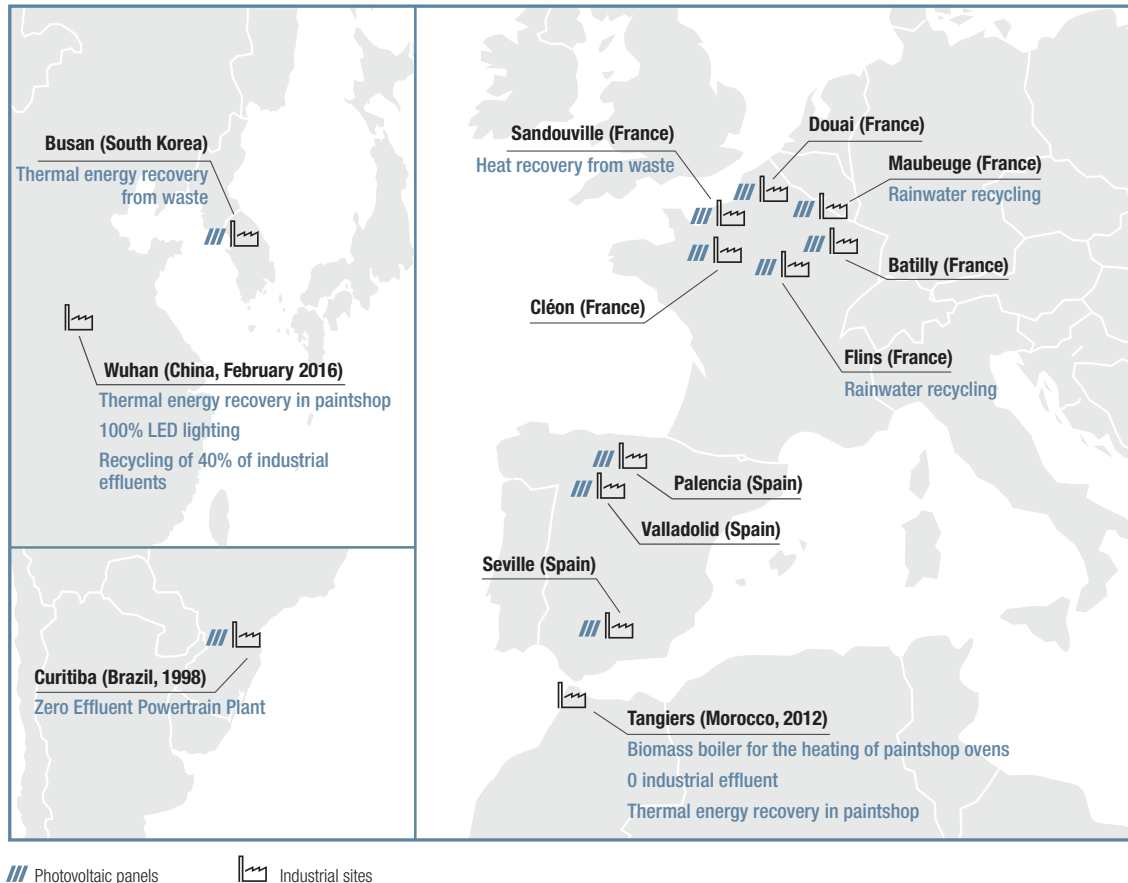 Busan (South Korea)
Thermal energy recovery
from waste
Wuhan (China, February 2016)
Thermal energy recovery in paintshop
100% LED lighting
Recycling of 40% of industrial
effluents
Curitiba (Brazil, 1998)
Zero Effluent Powertrain Plant
Sandouville (France)
Heat recovery from waste
Douai (France)
Maubeuge (France)
Rainwater recycling
Batilly (France)
Cléon (France)
Flins (France)
Rainwater recycling
Palencia (Spain)
Valladolid (Spain)
Seville (Spain)
Tangiers (Morocco, 2012)
Biomass boiler for the heating of paintshop ovens
0 industrial effluent
Thermal energy recovery in paintshop
Photovoltaic panels
Industrial sites